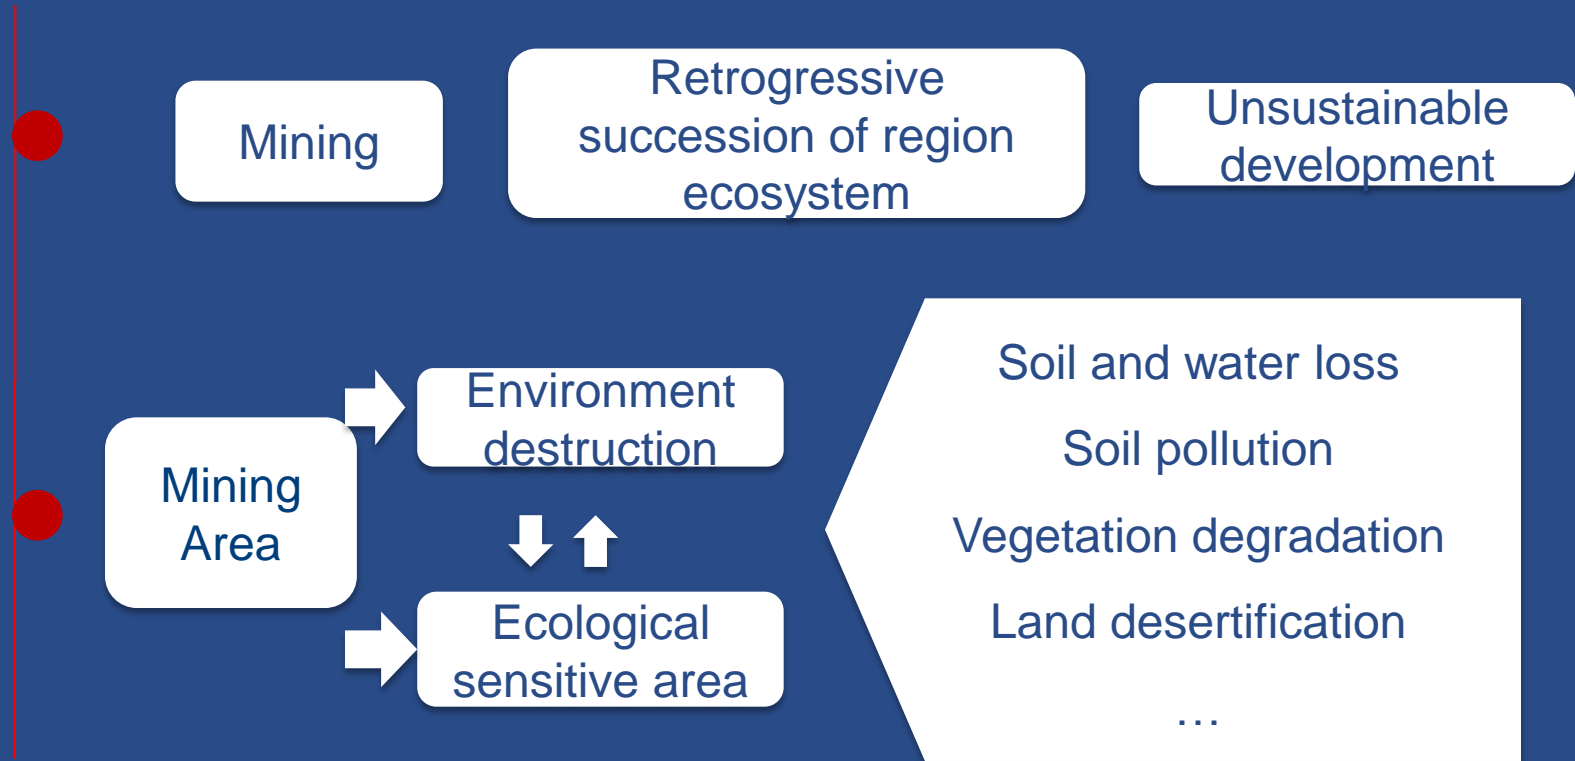 Mining
Retrogressive
succession of region
ecosystem
Unsustainable
development
Mining
Area
Environment
destruction
Ecological
sensitive area
Soil and water loss
Soil pollution
Vegetation degradation
Land desertification
…